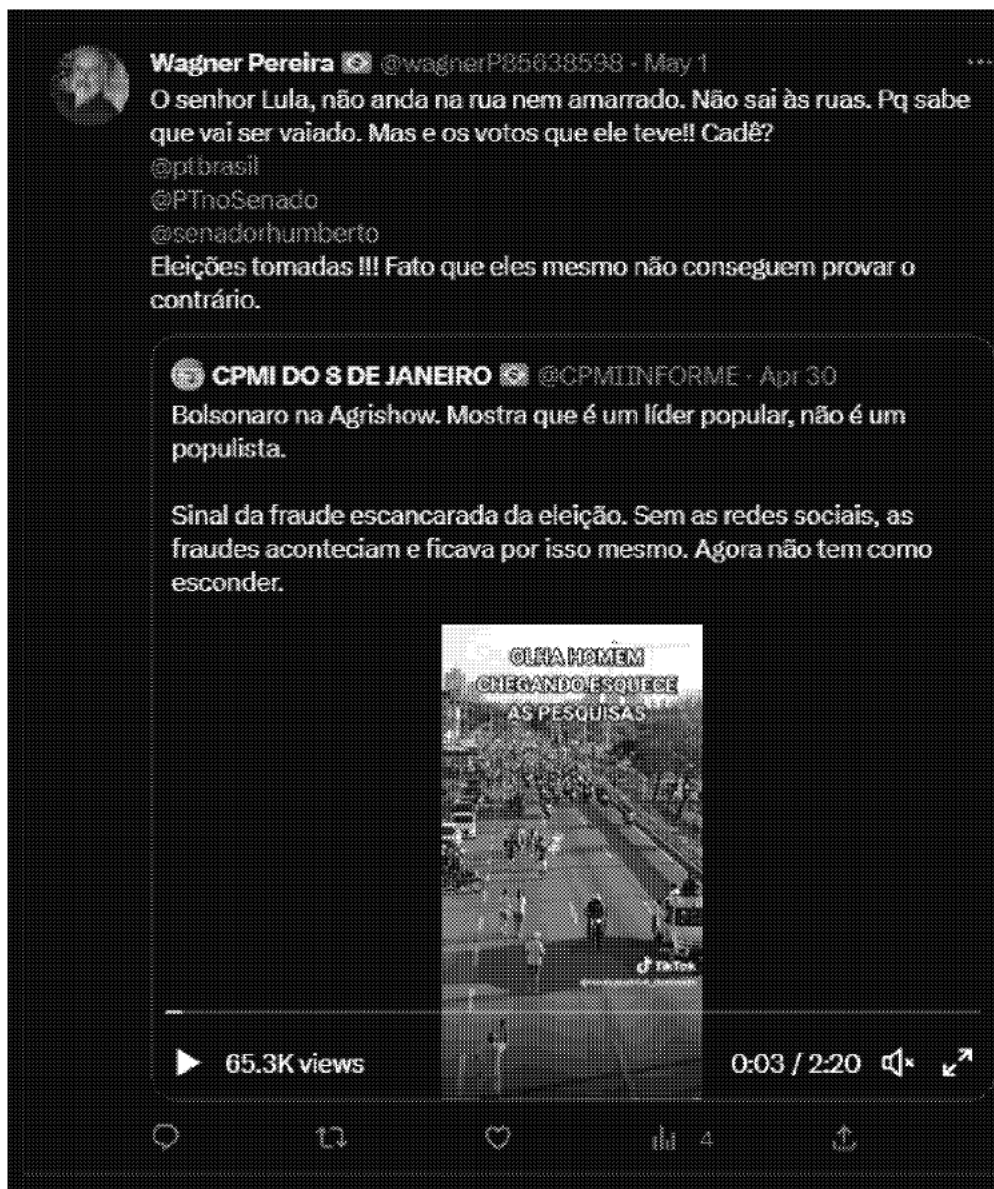 Wagner Pereira @wagnerP85638598 · May 1
O senhor Lula, não anda na rua nem amarrado. Não sai às ruas. Pq sabe
que vai ser vaiado. Mas e os votos que ele teve!! Cadê?
@ptbrasil
@PTnoSenado
@senadorhumberto
Eleições tomadas !!! Fato que eles mesmo não conseguem provar o
contrário.
CPMI DO 8 DE JANEIRO @CPMIINFORME · Apr 30
Bolsonaro na Agrishow. Mostra que é um líder popular, não é um
populista.
Sinal da fraude escancarada da eleição. Sem as redes sociais, as
fraudes aconteciam e ficava por isso mesmo. Agora não tem como
esconder.
OLHA HOMEM
CHEGANDO.ESQUECE
AS PESQUISAS
TikTok
65.3K views
0:03 / 2:20
4